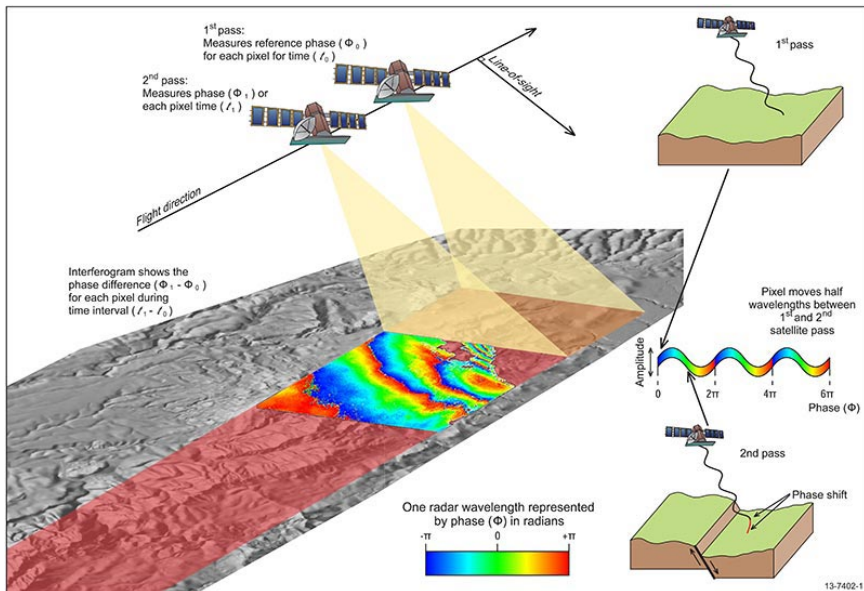 1st pass:
Measures reference phase (Φ0)
for each pixel for time (t0)
2nd pass:
Measures phase (Φ1) or
each pixel time (t1)
Line-of-sight
Flight direction
1st pass
Interferogram shows the
phase difference (Φ1 - Φ0)
for each pixel during
time interval (t1 - t0)
Pixel moves half
wavelengths between
1st and 2nd
satellite pass
Amplitude
0 2π 4π 6π
Phase (Φ)
2nd pass
Phase shift
One radar wavelength represented
by phase (Φ) in radians
-π 0 +π
13-7402-1